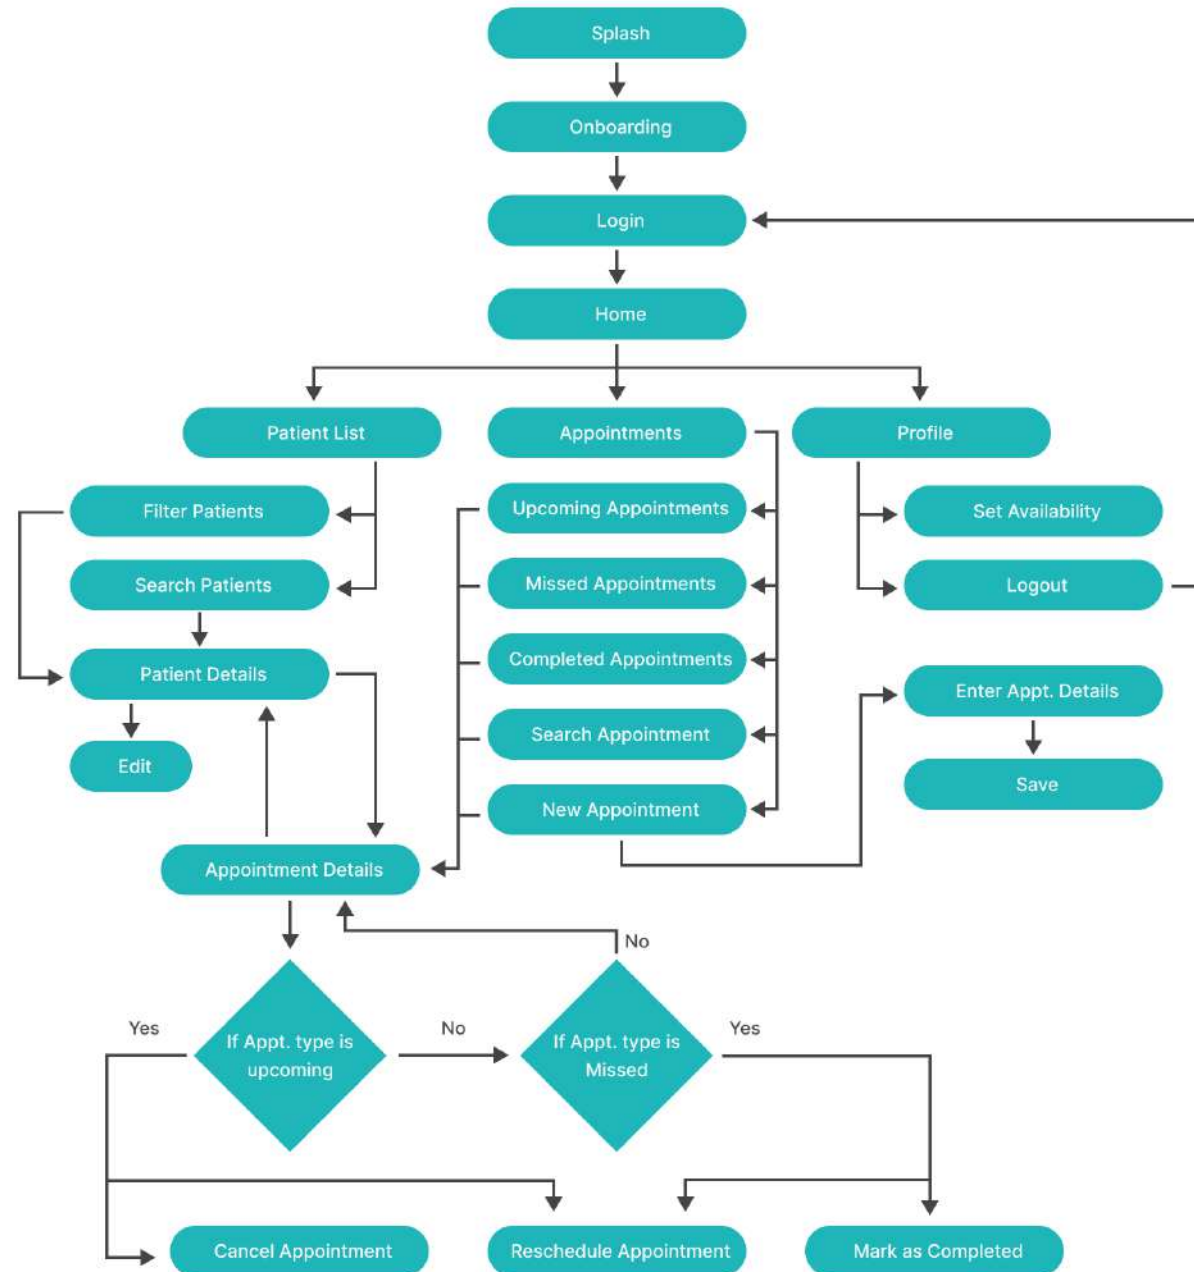 Splash
Onboarding
Login
Home
Patient List
Appointments
Profile
Filter Patients
Upcoming Appointments
Set Availability
Search Patients
Missed Appointments
Logout
Patient Details
Completed Appointments
Enter Appt. Details
Edit
Search Appointment
Save
New Appointment
Appointment Details
No
Yes
If Appt. type is
upcoming
No
If Appt. type is
Missed
Yes
Cancel Appointment
Reschedule Appointment
Mark as Completed